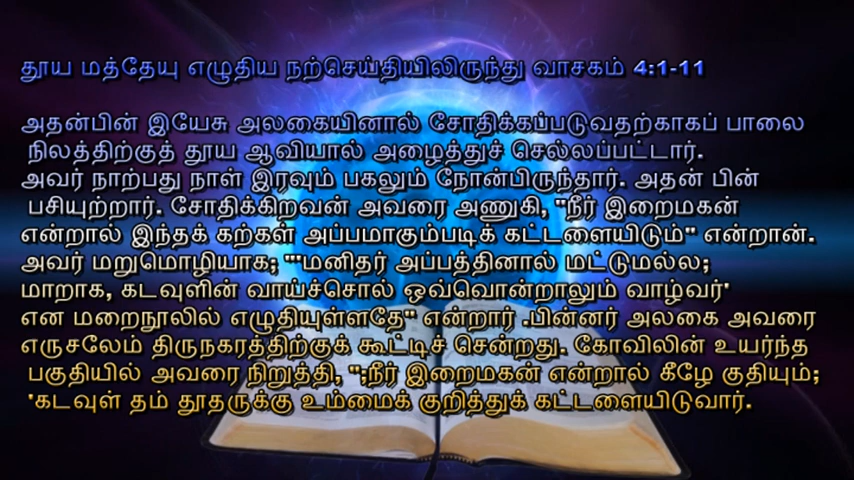 தூய மத்தேயு எழுதிய நற்செய்தியிலிருந்து வாசகம் 4:1-11
அதன்பின் இயேசு அலகையினால் சோதிக்கப்படுவதற்காகப் பாலை
நிலத்திற்குத் தூய ஆவியால் அழைத்துச் செல்லப்பட்டார்.
அவர் நாற்பது நாள் இரவும் பகலும் நோன்பிருந்தார். அதன் பின்
பசியுற்றார். சோதிக்கிறவன் அவரை அணுகி, "நீர் இறைமகன்
என்றால் இந்தக் கற்கள் அப்பமாகும்படிக் கட்டளையிடும்" என்றான்.
அவர் மறுமொழியாக; "'மனிதர் அப்பத்தினால் மட்டுமல்ல;
மாறாக, கடவுளின் வாய்ச்சொல் ஒவ்வொன்றாலும் வாழ்வர்'
என மறைநூலில் எழுதியுள்ளதே" என்றார் .பின்னர் அலகை அவரை
எருசலேம் திருநகரத்திற்குக் கூட்டிச் சென்றது. கோவிலின் உயர்ந்த
பகுதியில் அவரை நிறுத்தி, ";நீர் இறைமகன் என்றால் கீழே குதியும்;
'கடவுள் தம் தூதருக்கு உம்மைக் குறித்துக் கட்டளையிடுவார்.